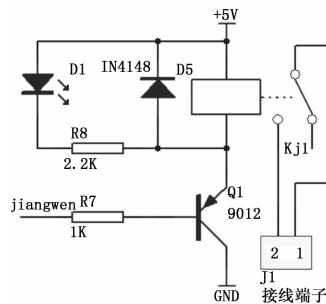 +5V
D1
IN4148
D5
R8
2.2K
Kj1
Q1
jiangwen
R7
9012
1K
2 1
J1
GND
接线端子